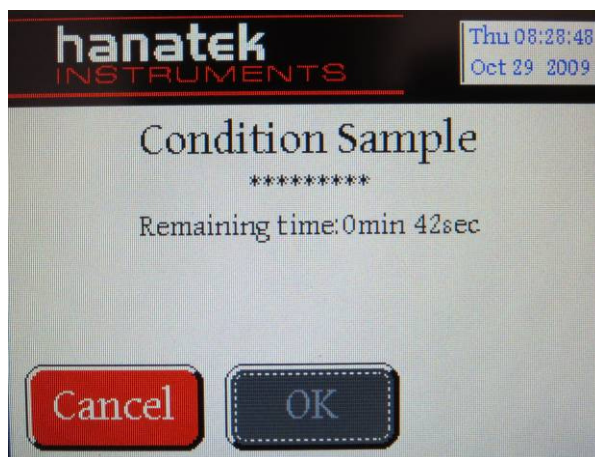 hanatek
INSTRUMENTS
Thu 08:28:48
Oct 29 2009
Condition Sample
*********
Remaining time:0min 42sec
Cancel
OK